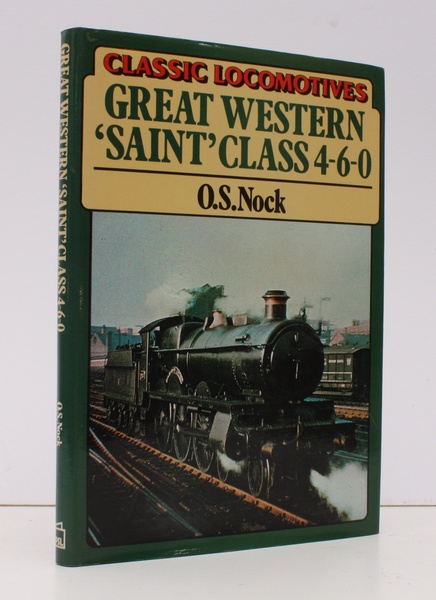 CLASSIC LOCOMOTIVES
GREAT WESTERN
'SAINT' CLASS 4-6-0
O.S.Nock
GREAT WESTERN 'SAINT' CLASS 4-6-0
O.S.Nock